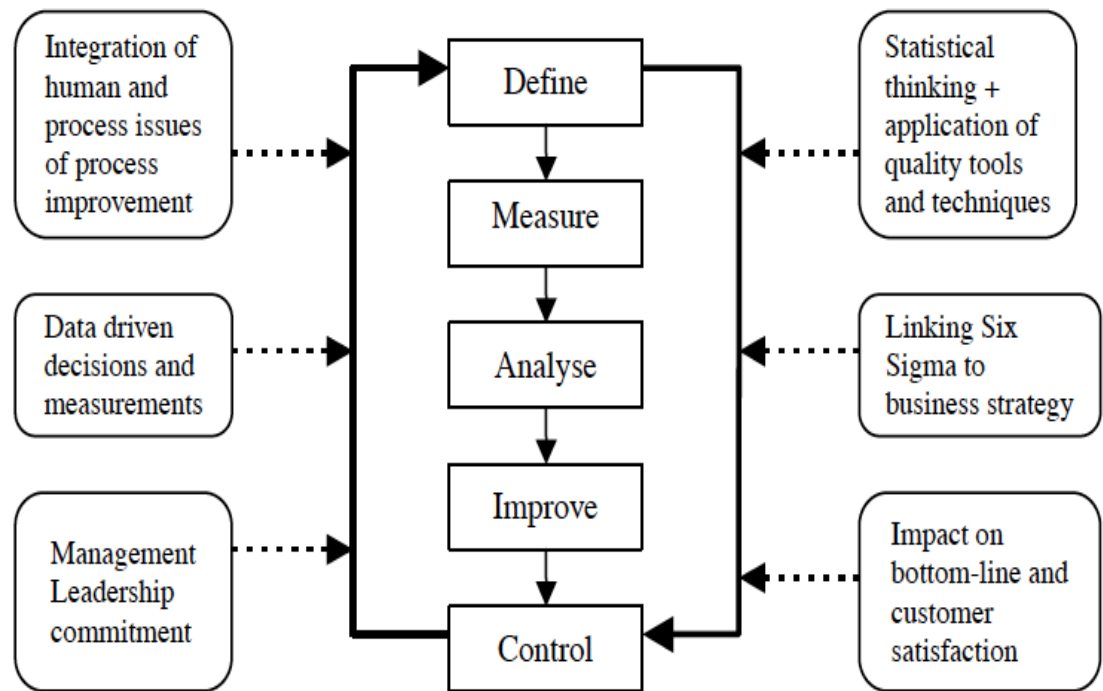 Integration of
human and
process issues
of process
improvement
Data driven
decisions and
measurements
Management
Leadership
commitment
Define
Measure
Analyse
Improve
Control
Statistical
thinking +
application of
quality tools
and techniques
Linking Six
Sigma to
business strategy
Impact on
bottom-line and
customer
satisfaction